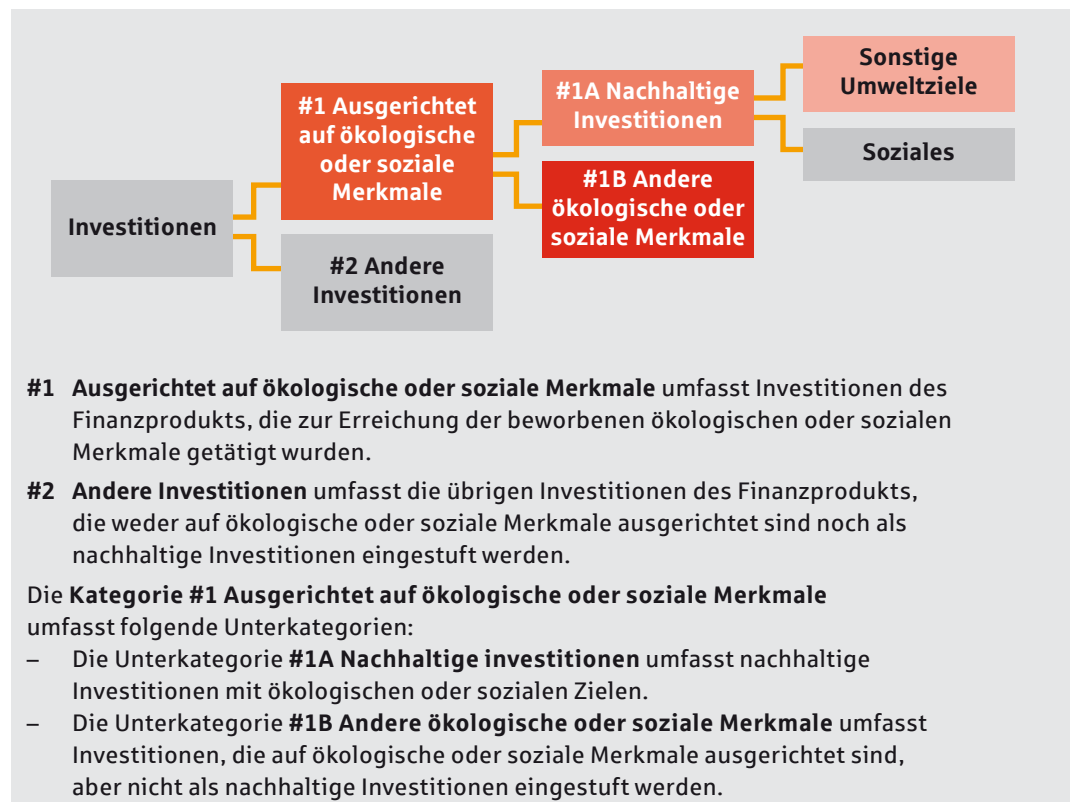 Investitionen
#1 Ausgerichtet
auf ökologische
oder soziale
Merkmale
#2 Andere
Investitionen
#1A Nachhaltige
Investitionen
#1B Andere
ökologische oder
soziale Merkmale
Sonstige
Umweltziele
Soziales
#1 Ausgerichtet auf ökologische oder soziale Merkmale umfasst Investitionen des
Finanzprodukts, die zur Erreichung der beworbenen ökologischen oder sozialen
Merkmale getätigt wurden.
#2 Andere Investitionen umfasst die übrigen Investitionen des Finanzprodukts,
die weder auf ökologische oder soziale Merkmale ausgerichtet sind noch als
nachhaltige Investitionen eingestuft werden.
Die Kategorie #1 Ausgerichtet auf ökologische oder soziale Merkmale
umfasst folgende Unterkategorien:
– Die Unterkategorie #1A Nachhaltige investitionen umfasst nachhaltige
Investitionen mit ökologischen oder sozialen Zielen.
– Die Unterkategorie #1B Andere ökologische oder soziale Merkmale umfasst
Investitionen, die auf ökologische oder soziale Merkmale ausgerichtet sind,
aber nicht als nachhaltige Investitionen eingestuft werden.